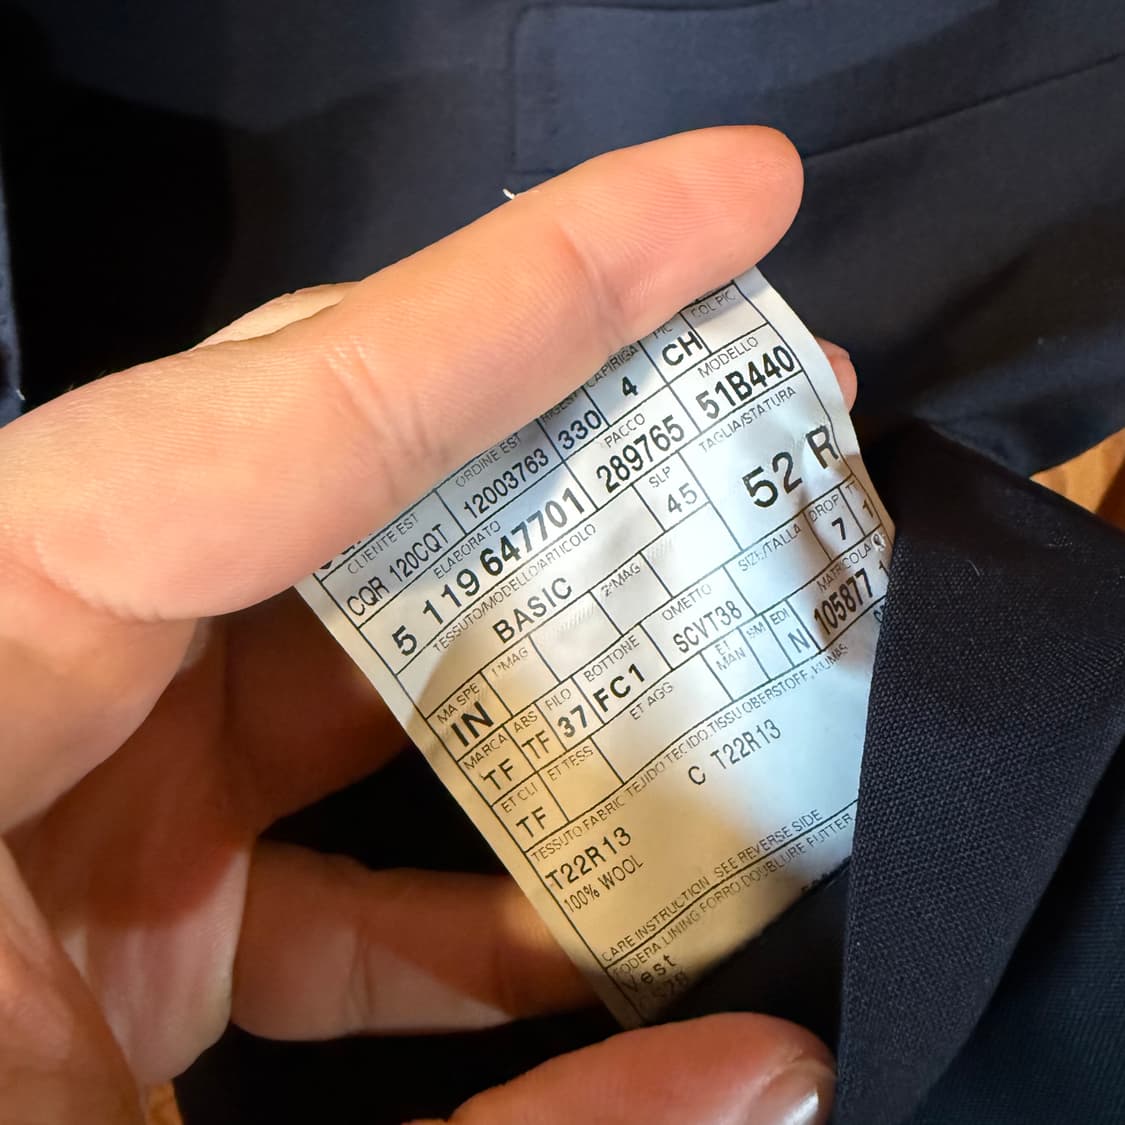 COL PIC
CAPIRIGA
4
CH
MODELLO
51B440
CLIENTE EST
CQR 120CQT
ORDINE EST
12003763
330
PACCO
289765
TAGLIA/STATURA
52 R
ELABORATO
5 119 647701
SLP
45
DROP
7
1
TESSUTO/MODELLO/ARTICOLO
BASIC
2^MAG
SIZE/TALLA
MATRICOLA
105877
MA SPE
IN
1^MAG
BOTTONE
FC1
OMETTO
SCVT38
ET MAN
SM
EDI
N
MARCA
TF
ABS
TF
FILO
37
ET AGG
ET CLI
TF
ET TESS
TESSUTO FABRIC TEJIDO TECIDO.TISSU OBERSTOFF, KUMAS
C T22R13
T22R13
100% WOOL
CARE INSTRUCTION SEE REVERSE SIDE
FODERA LINING FORRO DOUBLURE FUTTER
Vest